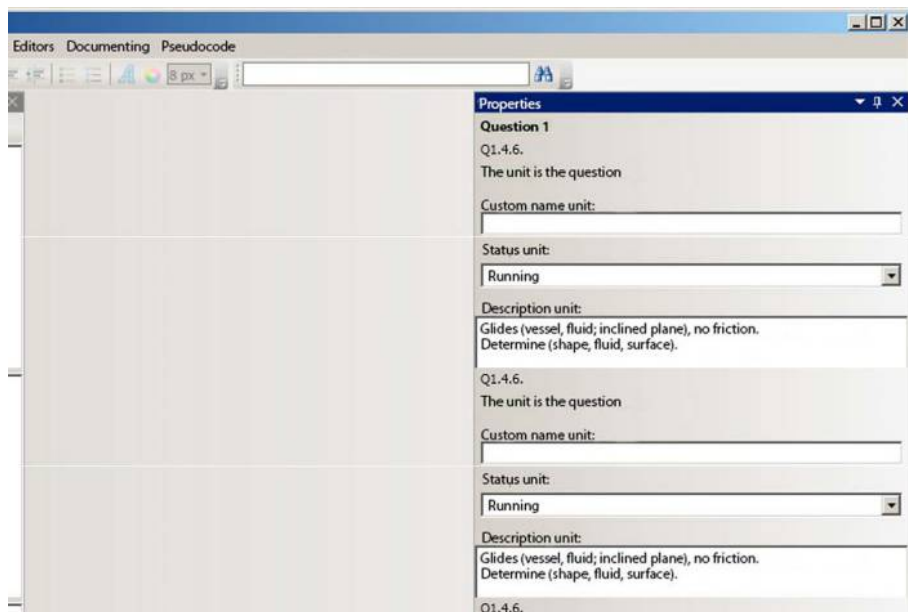 Editors Documenting Pseudocode
8 px
Properties
Question 1
Q1.4.6.
The unit is the question
Custom name unit:
Status unit:
Running
Description unit:
Glides (vessel, fluid; inclined plane), no friction.
Determine (shape, fluid, surface).
Q1.4.6.
The unit is the question
Custom name unit:
Status unit:
Running
Description unit:
Glides (vessel, fluid; inclined plane), no friction.
Determine (shape, fluid, surface).
Q1.4.6.